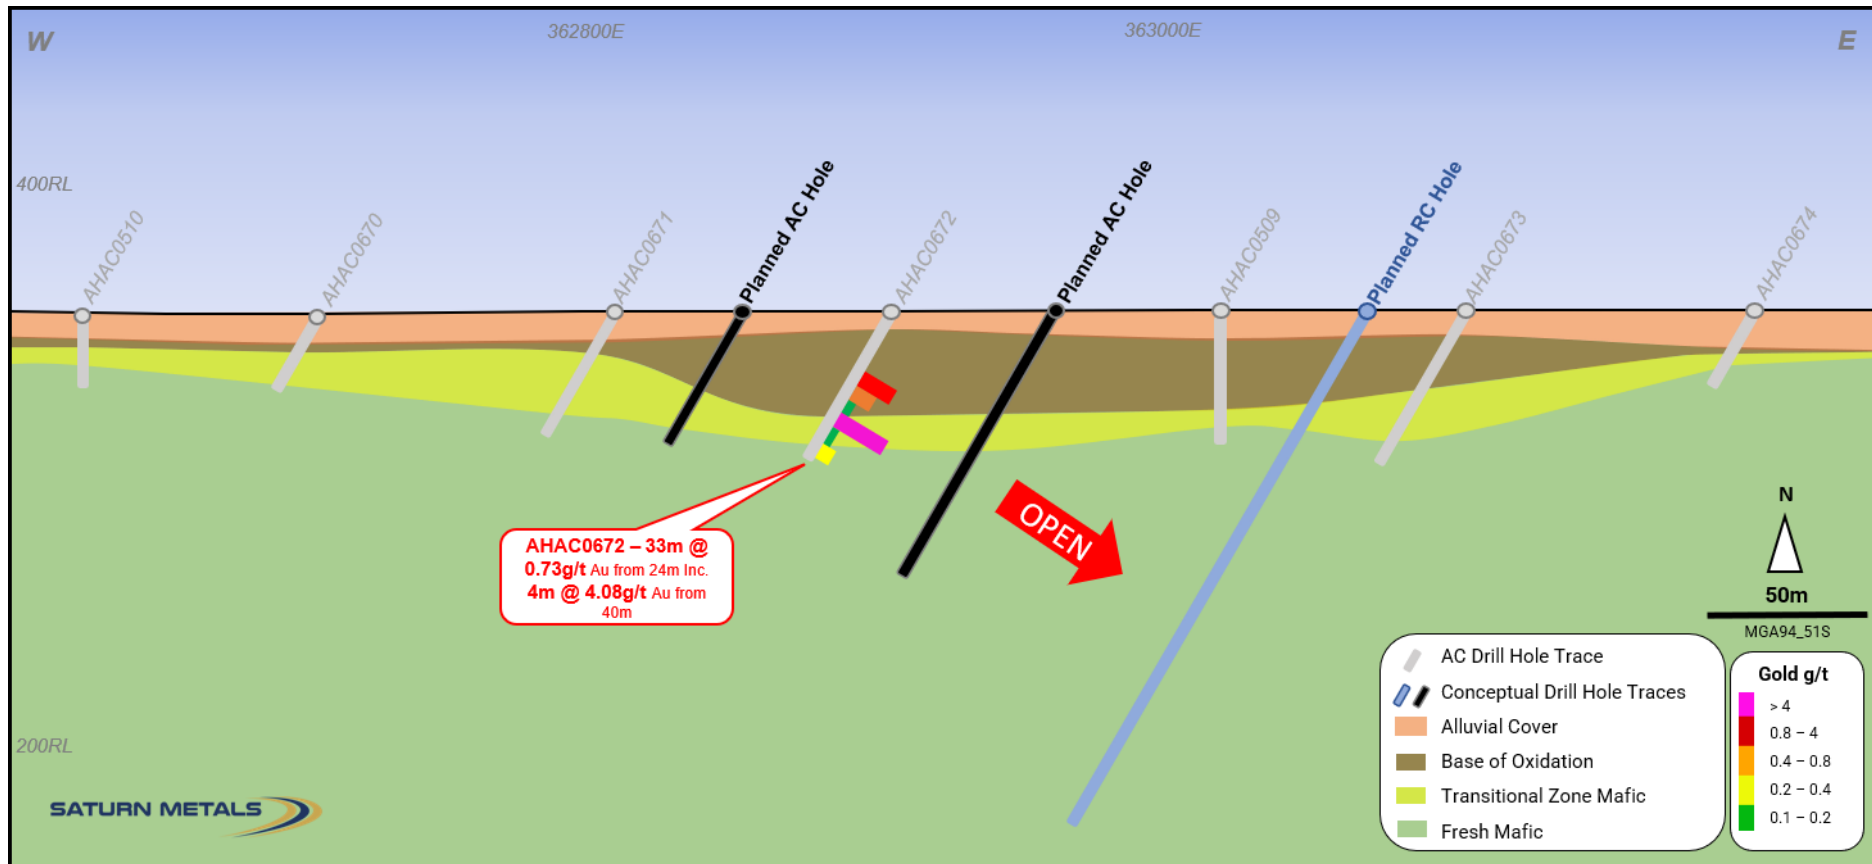 W
362800E
363000E
E
400RL
AHAC0510
AHAC0670
AHAC0671
Planned AC Hole
AHAC0672
Planned AC Hole
AHAC0509
Planned RC Hole
AHAC0673
AHAC0674
OPEN
AHAC0672 – 33m @
0.73g/t Au from 24m Inc.
4m @ 4.08g/t Au from
40m
N
50m
MGA94_51S
200RL
SATURN METALS
AC Drill Hole Trace
Conceptual Drill Hole Traces
Alluvial Cover
Base of Oxidation
Transitional Zone Mafic
Fresh Mafic
Gold g/t
> 4
0.8 – 4
0.4 – 0.8
0.2 – 0.4
0.1 – 0.2